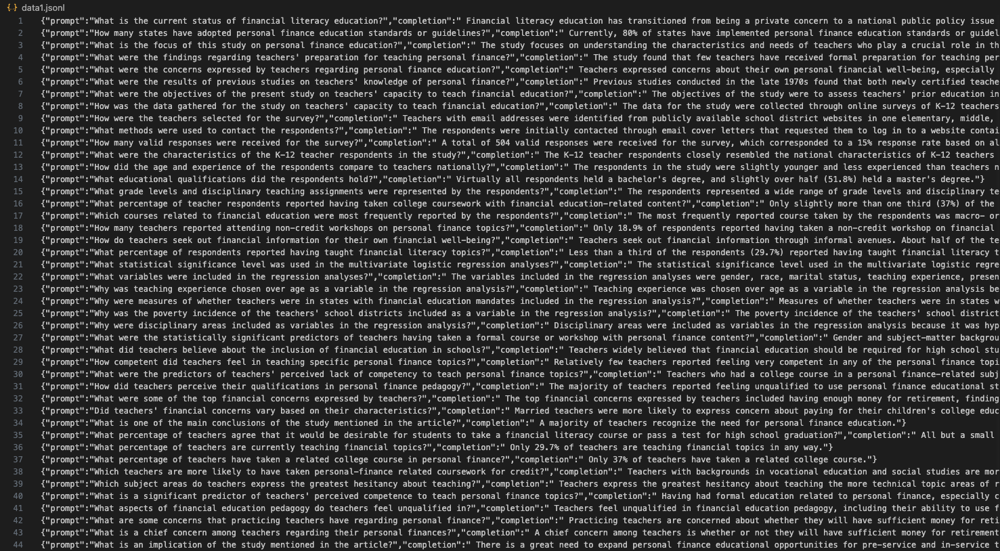 {..} data1.jsonl
1 {"prompt":"What is the current status of financial literacy education?","completion":" Financial literacy education has transitioned from being a private concern to a national public policy issue
2 {"prompt":"How many states have adopted personal finance education standards or guidelines?","completion":" Currently, 80% of states have implemented personal finance education standards or guidel
3 {"prompt":"What is the focus of this study on personal finance education?","completion":" The study focuses on understanding the characteristics and needs of teachers who play a crucial role in th
4 {"prompt":"What were the findings regarding teachers' preparation for teaching personal finance?","completion":" The study found that few teachers have received formal preparation for teaching per
5 {"prompt":"What were the concerns expressed by teachers regarding personal finance education?","completion":" Teachers expressed concerns about their own personal financial well-being, especially
6 {"prompt":"What were the results of previous studies on teachers' knowledge of personal finance?","completion":" Previous studies conducted in the late 1970s found that both newly certified teache
7 {"prompt":"What were the objectives of the present study on teachers' capacity to teach financial education?","completion":" The objectives of the study were to assess teachers' prior education in
8 {"prompt":"How was the data gathered for the study on teachers' capacity to teach financial education?","completion":" The data for the study were collected through online surveys of K-12 teachers
9 {"prompt":"How were the teachers selected for the survey?","completion":" Teachers with email addresses were identified from publicly available school district websites in one elementary, middle,
10 {"prompt":"What methods were used to contact the respondents?","completion":" The respondents were initially contacted through email cover letters that requested them to log in to a website contai
11 {"prompt":"How many valid responses were received for the survey?","completion":" A total of 504 valid responses were received for the survey, which corresponded to a 15% response rate based on al
12 {"prompt":"What were the characteristics of the K-12 teacher respondents in the study?","completion":" The K-12 teacher respondents closely resembled the national characteristics of K-12 teachers
13 {"prompt":"How did the age and experience of the respondents compare to teachers nationally?","completion":" The respondents in the study were slightly younger and less experienced than teachers n
14 {"prompt":"What educational qualifications did the respondents hold?","completion":" Virtually all respondents held a bachelor's degree, and slightly over half (51.8%) held a master's degree."}
15 {"prompt":"What grade levels and disciplinary teaching assignments were represented by the respondents?","completion":" The respondents represented a wide range of grade levels and disciplinary te
16 {"prompt":"What percentage of teacher respondents reported having taken college coursework with financial education-related content?","completion":" Only slightly more than one third (37%) of the
17 {"prompt":"Which courses related to financial education were most frequently reported by the respondents?","completion":" The most frequently reported course taken by the respondents was macro- or
18 {"prompt":"How many teachers reported attending non-credit workshops on personal finance topics?","completion":" Only 18.9% of respondents reported having taken a non-credit workshop on financial
19 {"prompt":"How do teachers seek out financial information for their own financial well-being?","completion":" Teachers seek out financial information through informal avenues. About half of the te
20 {"prompt":"What percentage of respondents reported having taught financial literacy topics?","completion":" Less than a third of the respondents (29.7%) reported having taught financial literacy t
21 {"prompt":"What statistical significance level was used in the multivariate logistic regression analyses?","completion":" The statistical significance level used in the multivariate logistic regre
22 {"prompt":"What variables were included in the regression analyses?","completion":" The variables included in the regression analyses were gender, race, marital status, teaching experience, presen
23 {"prompt":"Why was teaching experience chosen over age as a variable in the regression analysis?","completion":" Teaching experience was chosen over age as a variable in the regression analysis be
24 {"prompt":"Why were measures of whether teachers were in states with financial education mandates included in the regression analysis?","completion":" Measures of whether teachers were in states w
25 {"prompt":"Why was the poverty incidence of the teachers' school districts included as a variable in the regression analysis?","completion":" The poverty incidence of the teachers' school district
26 {"prompt":"Why were disciplinary areas included as variables in the regression analysis?","completion":" Disciplinary areas were included as variables in the regression analysis because it was hyp
27 {"prompt":"What were the statistically significant predictors of teachers having taken a formal course or workshop with personal finance content?","completion":" Gender and subject-matter backgrou
28 {"prompt":"What did teachers believe about the inclusion of financial education in schools?","completion":" Teachers widely believed that financial education should be required for high school stu
29 {"prompt":"How competent did teachers feel in teaching specific personal finance topics?","completion":" Relatively few teachers reported feeling very competent in any of the personal finance topi
30 {"prompt":"What were the predictors of teachers' perceived lack of competency to teach personal finance topics?","completion":" Teachers who had a college course in a personal finance-related subj
31 {"prompt":"How did teachers perceive their qualifications in personal finance pedagogy?","completion":" The majority of teachers reported feeling unqualified to use personal finance educational st
32 {"prompt":"What were some of the top financial concerns expressed by teachers?","completion":" The top financial concerns expressed by teachers included having enough money for retirement, finding
33 {"prompt":"Did teachers' financial concerns vary based on their characteristics?","completion":" Married teachers were more likely to express concern about paying for their children's college educ
34 {"prompt":"What is one of the main conclusions of the study mentioned in the article?","completion":" A majority of teachers recognize the need for personal finance education."}
35 {"prompt":"What percentage of teachers agree that it would be desirable for students to take a financial literacy course or pass a test for high school graduation?","completion":" All but a small
36 {"prompt":"What percentage of teachers are currently teaching financial topics?","completion":" Only 29.7% of teachers are teaching financial topics in any way."}
37 {"prompt":"What percentage of teachers have taken a related college course in personal finance?","completion":" Only 37% of teachers have taken a related college course."}
38 {"prompt":"Which teachers are more likely to have taken personal-finance related coursework for credit?","completion":" Teachers with backgrounds in vocational education and social studies are mor
39 {"prompt":"Which subject areas do teachers express the greatest hesitancy about teaching?","completion":" Teachers express the greatest hesitancy about teaching the more technical topic areas of r
40 {"prompt":"What is a significant predictor of teachers' perceived competence to teach personal finance topics?","completion":" Having had formal education related to personal finance, especially c
41 {"prompt":"What aspects of financial education pedagogy do teachers feel unqualified in?","completion":" Teachers feel unqualified in financial education pedagogy, including their ability to use f
42 {"prompt":"What are some concerns that practicing teachers have regarding personal finance?","completion":" Practicing teachers are concerned about whether they will have sufficient money for reti
43 {"prompt":"What is a chief concern among teachers regarding their personal finances?","completion":" A chief concern among teachers is whether or not they will have sufficient money for retirement
44 {"prompt":"What is an implication of the study mentioned in the article?","completion":" There is a great need to expand personal finance educational opportunities for pre-service and in-service t